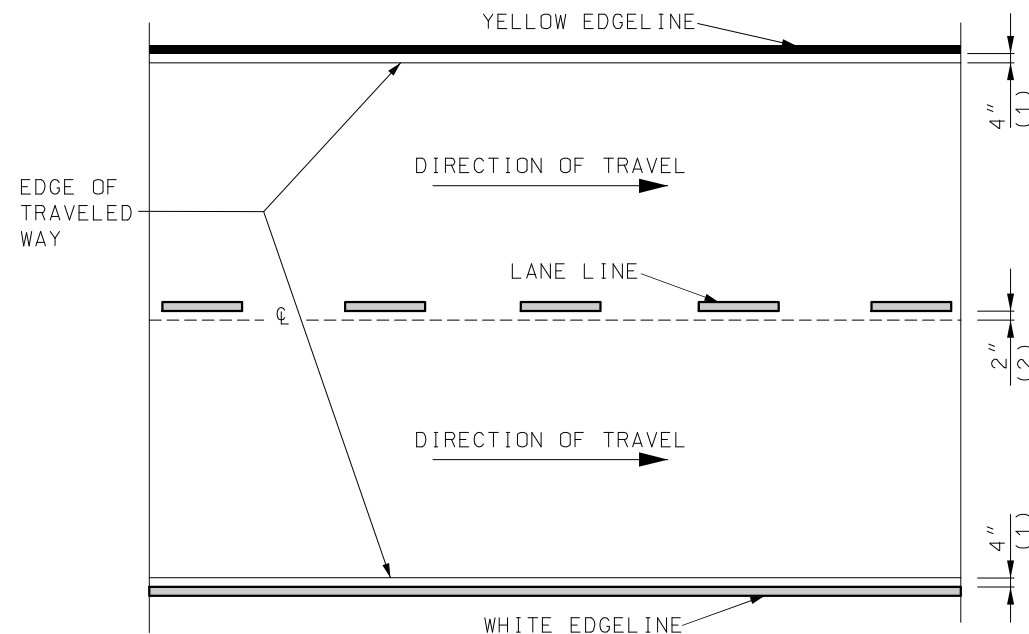 YELLOW EDGELINE
4"
(1)
DIRECTION OF TRAVEL
EDGE OF
TRAVELED
WAY
LANE LINE
℄
2"
(2)
DIRECTION OF TRAVEL
4"
(1)
WHITE EDGELINE